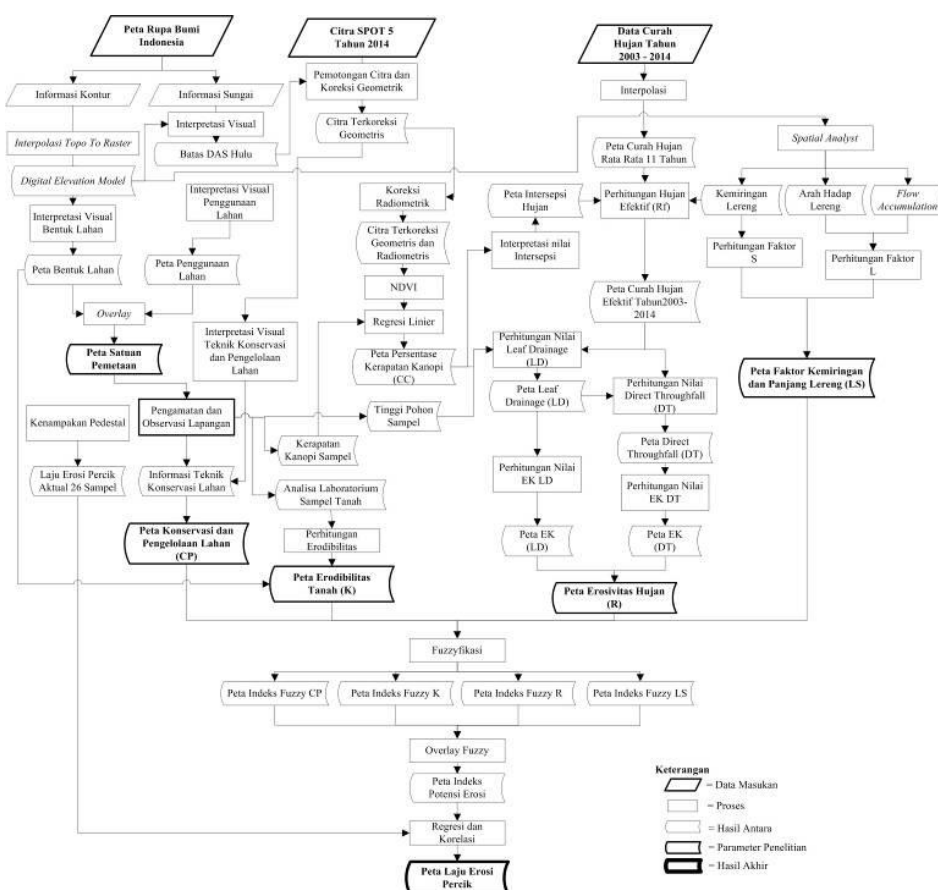 Peta Rupa Bumi
Indonesia
Citra SPOT 5
Tahun 2014
Data Curah
Hujan Tahun
2003 - 2014
Informasi Kontur
Informasi Sungai
Pemotongan Citra dan
Koreksi Geometrik
Interpolasi
Interpolasi Topo To Raster
Interpretasi Visual
Citra Terkoreksi
Geometris
Spatial Analyst
Batas DAS Hulu
Peta Curah Hujan
Rata Rata 11 Tahun
Digital Elevation Model
Interpretasi Visual
Penggunaan
Lahan
Koreksi
Radiometrik
Peta Intersepsi
Hujan
Perhitungan Hujan
Efektif (Rf)
Kemiringan
Lereng
Arah Hadap
Lereng
Flow
Accumulation
Interpretasi Visual
Bentuk Lahan
Citra Terkoreksi
Geometris dan
Radiometris
Interpretasi nilai
Intersepsi
Perhitungan Faktor
S
Perhitungan Faktor
L
Peta Bentuk Lahan
Peta Penggunaan
Lahan
NDVI
Peta Curah Hujan
Efektif Tahun2003-
2014
Overlay
Interpretasi Visual
Teknik Konservasi
dan Pengelolaan
Lahan
Regresi Linier
Perhitungan Nilai
Leaf Drainage
(LD)
Peta Satuan
Pemetaan
Peta Persentase
Kerapatan Kanopi
(CC)
Peta Faktor Kemiringan
dan Panjang Lereng (LS)
Peta Leaf
Drainage (LD)
Perhitungan Nilai
Direct Throughfall
(DT)
Kenampakan Pedestal
Pengamatan dan
Observasi Lapangan
Tinggi Pohon
Sampel
Kerapatan
Kanopi Sampel
Peta Direct
Throughfall (DT)
Laju Erosi Percik
Aktual 26 Sampel
Informasi Teknik
Konservasi Lahan
Analisa Laboratorium
Sampel Tanah
Perhitungan Nilai
EK LD
Perhitungan Nilai
EK DT
Peta Konservasi dan
Pengelolaan Lahan
(CP)
Perhitungan
Erodibilitas
Peta EK
(LD)
Peta EK
(DT)
Peta Erodibilitas
Tanah (K)
Peta Erosivitas Hujan
(R)
Fuzzyfikasi
Peta Indeks Fuzzy CP
Peta Indeks Fuzzy K
Peta Indeks Fuzzy R
Peta Indeks Fuzzy LS
Overlay Fuzzy
Peta Indeks
Potensi Erosi
Regresi dan
Korelasi
Peta Laju Erosi
Percik
Keterangan
= Data Masukan
= Proses
= Hasil Antara
= Parameter Penelitian
= Hasil Akhir